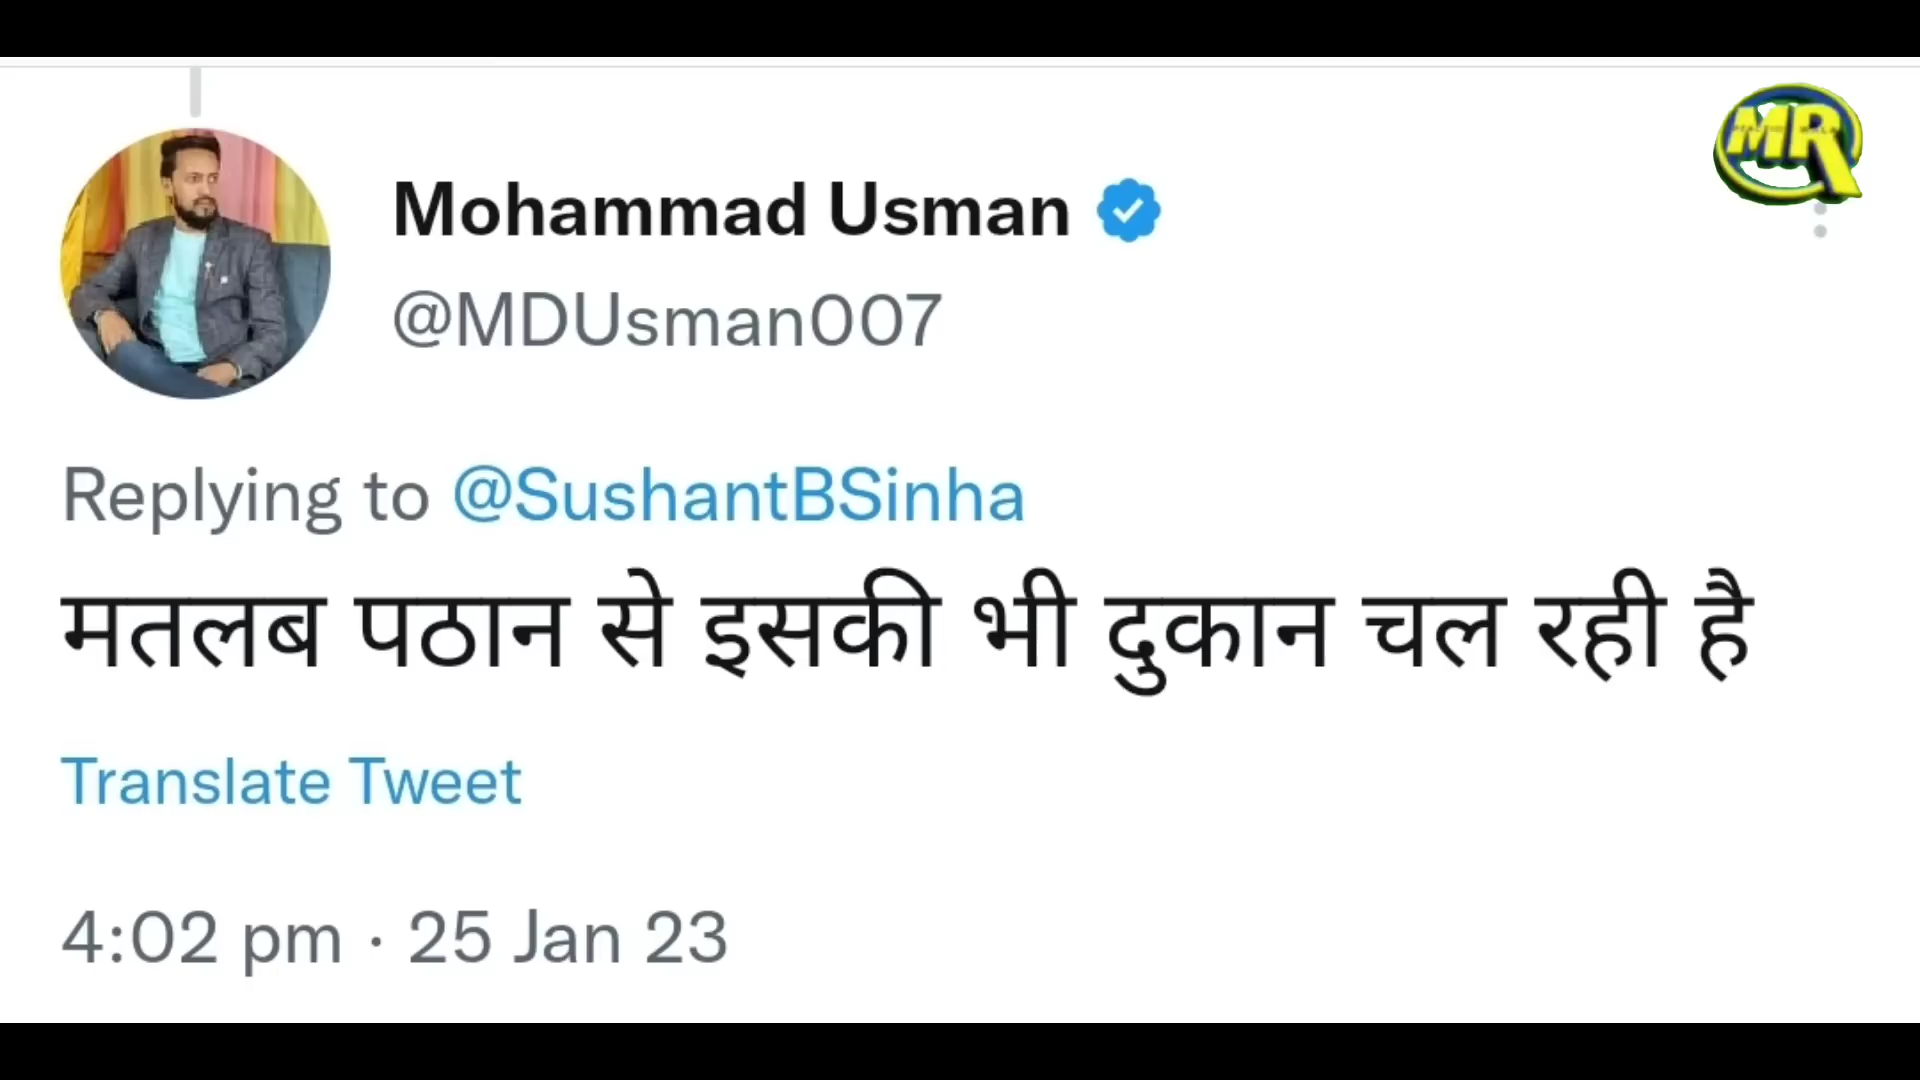 MR
Mohammad Usman
@MDUsman007
Replying to @SushantBSinha
मतलब पठान से इसकी भी दुकान चल रही है
Translate Tweet
4:02 pm · 25 Jan 23